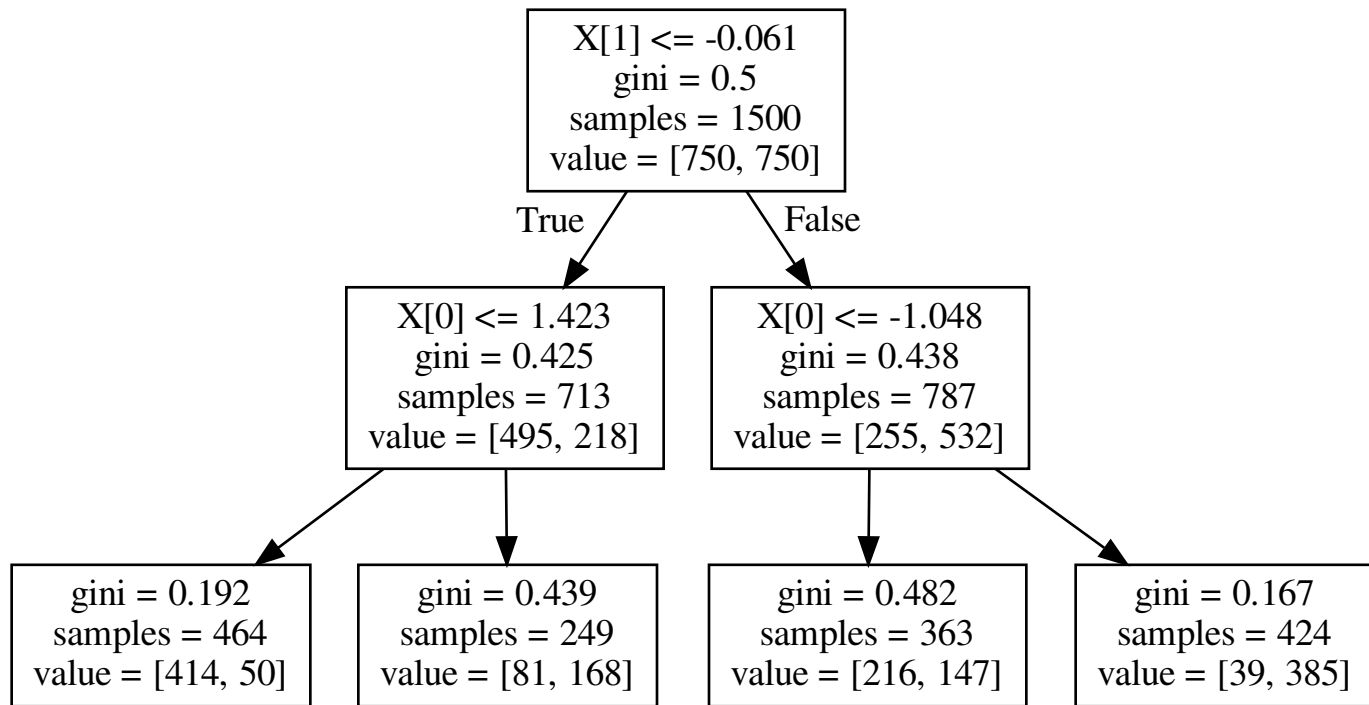 X[1] <= -0.061
gini = 0.5
samples = 1500
value = [750, 750]
True
False
X[0] <= 1.423
gini = 0.425
samples = 713
value = [495, 218]
X[0] <= -1.048
gini = 0.438
samples = 787
value = [255, 532]
gini = 0.192
samples = 464
value = [414, 50]
gini = 0.439
samples = 249
value = [81, 168]
gini = 0.482
samples = 363
value = [216, 147]
gini = 0.167
samples = 424
value = [39, 385]